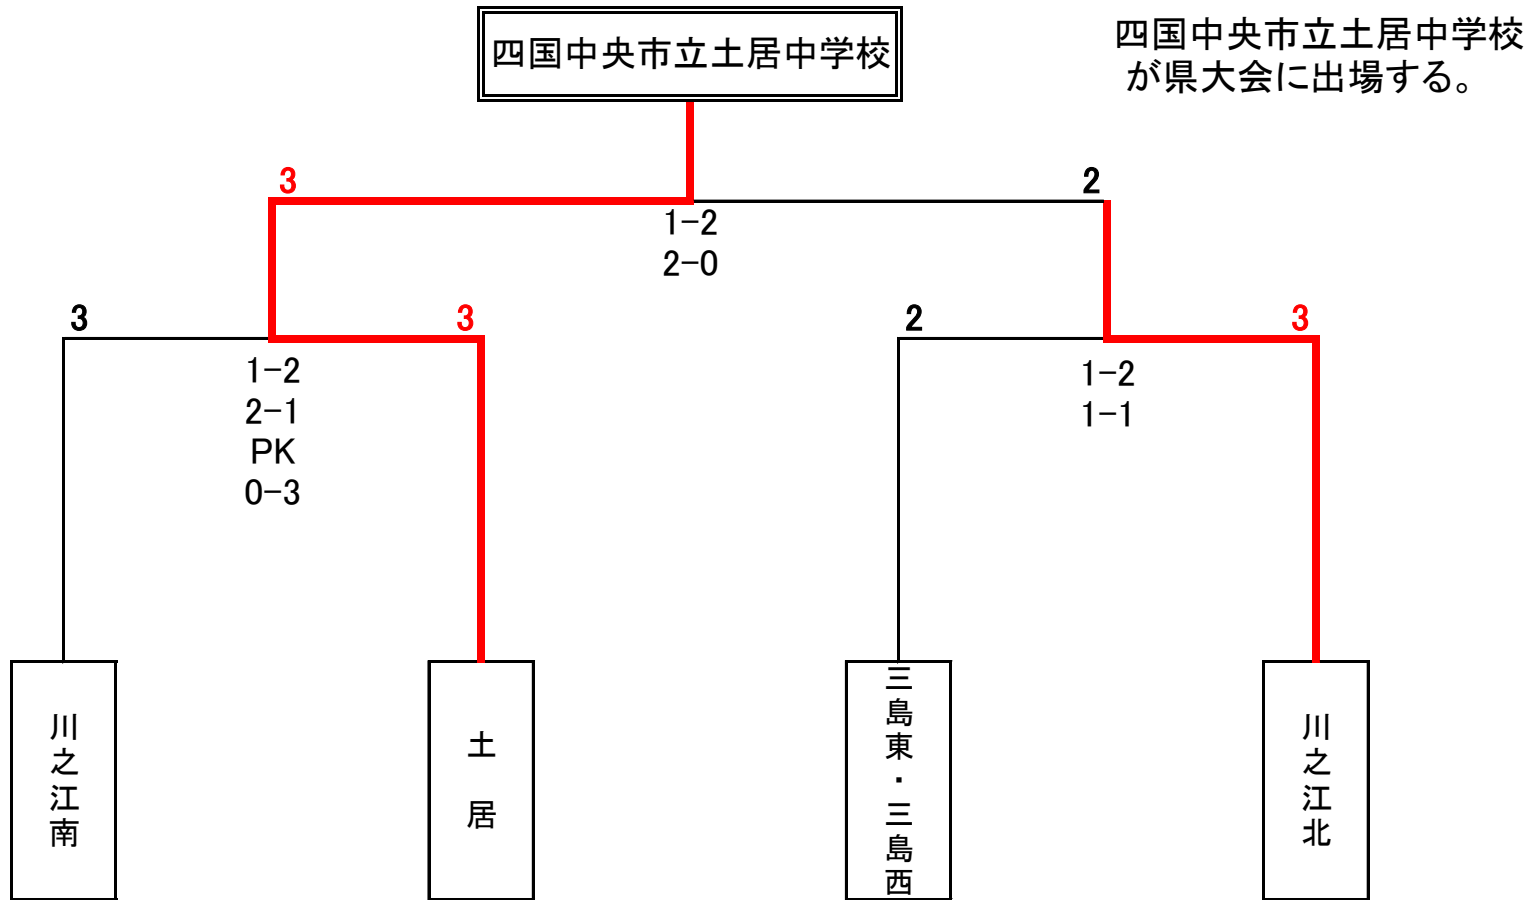 四国中央市立土居中学校
四国中央市立土居中学校
が県大会に出場する。
3
2
1-2
2-0
3
3
2
3
1-2
2-1
PK
0-3
1-2
1-1
川之江南
土居
三島東・三島西
川之江北